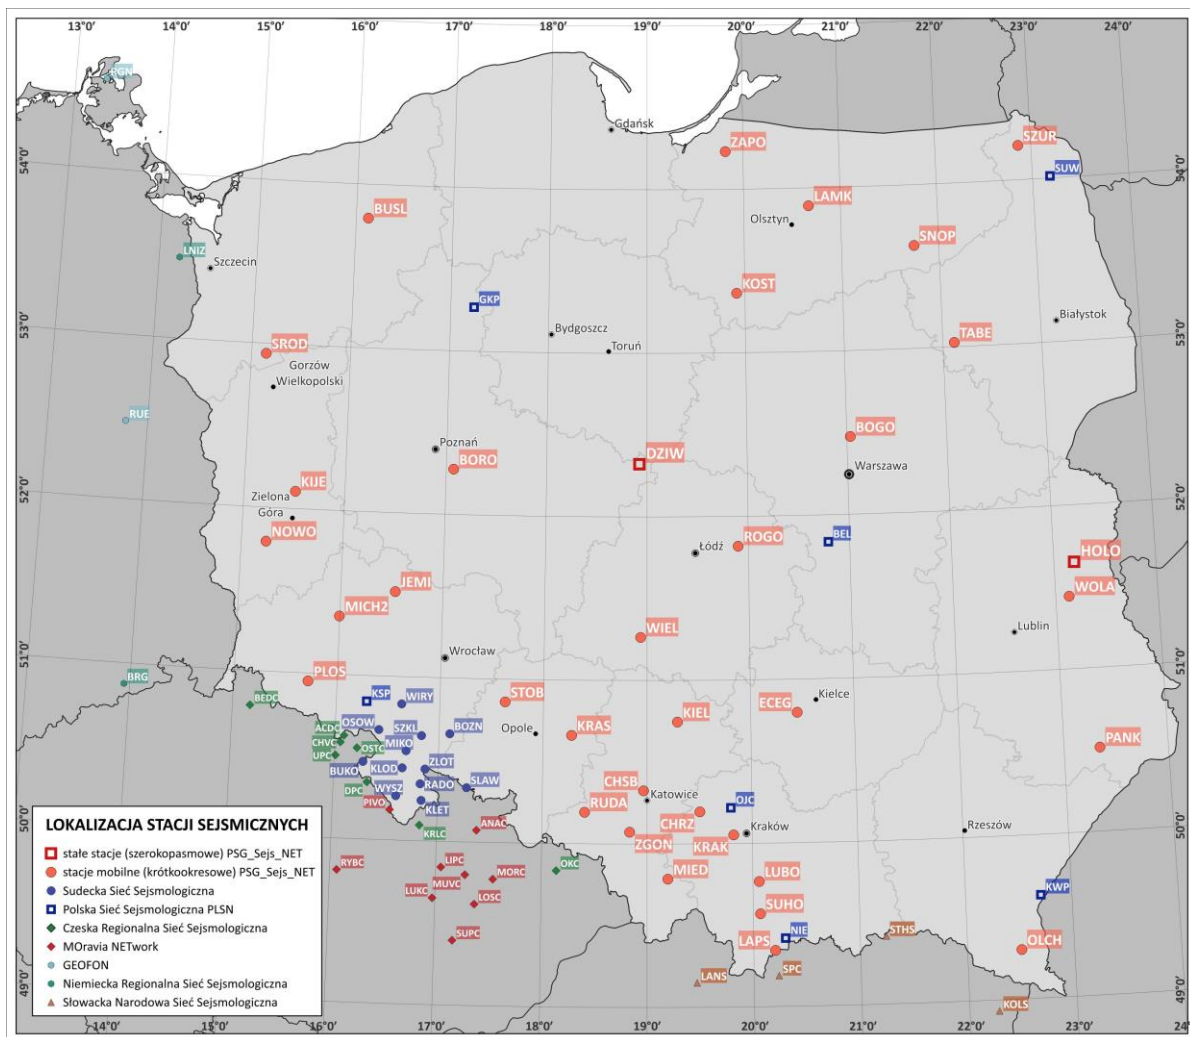 13°0' 14°0' 15°0' 16°0' 17°0' 18°0' 19°0' 20°0' 21°0' 22°0' 23°0' 24°0'
RGN
Gdańsk
ZAPO
SZUR
SUW
54°0'
54°0'
BUSL
LAMK
Olsztyn
SNOP
LNIZ
Szczecin
KOST
GKP
Białystok
Bydgoszcz
TABE
53°0'
53°0'
SROD
Toruń
Gorzów
Wielkopolski
RUE
BOGO
Poznań
DZIW
BORO
Warszawa
KIJE
Zielona
Góra
52°0'
52°0'
NOWO
ROGO
BEL
Łódź
HOLO
JEMI
WOLA
MICH2
WIEL
Lublin
Wrocław
51°0'
51°0'
BRG
PLOS
BEDC
KSP
WIRY
STOB
ECEG
Kielce
KIEL
ACDC
OSOW
SZKL
BOZN
Opole
KRAS
PANK
CHVC
MIKO
OSTC
UPC
BUKO
KLOD
ZLOT
DPC
WYSZ
RADO
SLAW
CHSB
Katowice
PIVO
KLET
RUDA
OJC
50°0'
50°0'
KRLC
ANAC
CHRZ
Kraków
Rzeszów
ZGON
KRAK
RYBC
LIPC
MORC
OKC
MIED
LUBO
LUKC
MUVC
LOSC
KWP
SUHO
SUPC
NIE
STHS
LAPS
OLCH
49°0'
49°0'
LANS
SPC
KOLS
LOKALIZACJA STACJI SEJSMICZNYCH
stałe stacje (szerokopasmowe) PSG_Sejs_NET
stacje mobilne (krótkookresowe) PSG_Sejs_NET
Sudecka Sieć Sejsmologiczna
Polska Sieć Sejsmologiczna PLSN
Czeska Regionalna Sieć Sejsmologiczna
MOravia NETwork
GEOFON
Niemiecka Regionalna Sieć Sejsmologiczna
Słowacka Narodowa Sieć Sejsmologiczna
14°0' 15°0' 16°0' 17°0' 18°0' 19°0' 20°0' 21°0' 22°0' 23°0' 24°